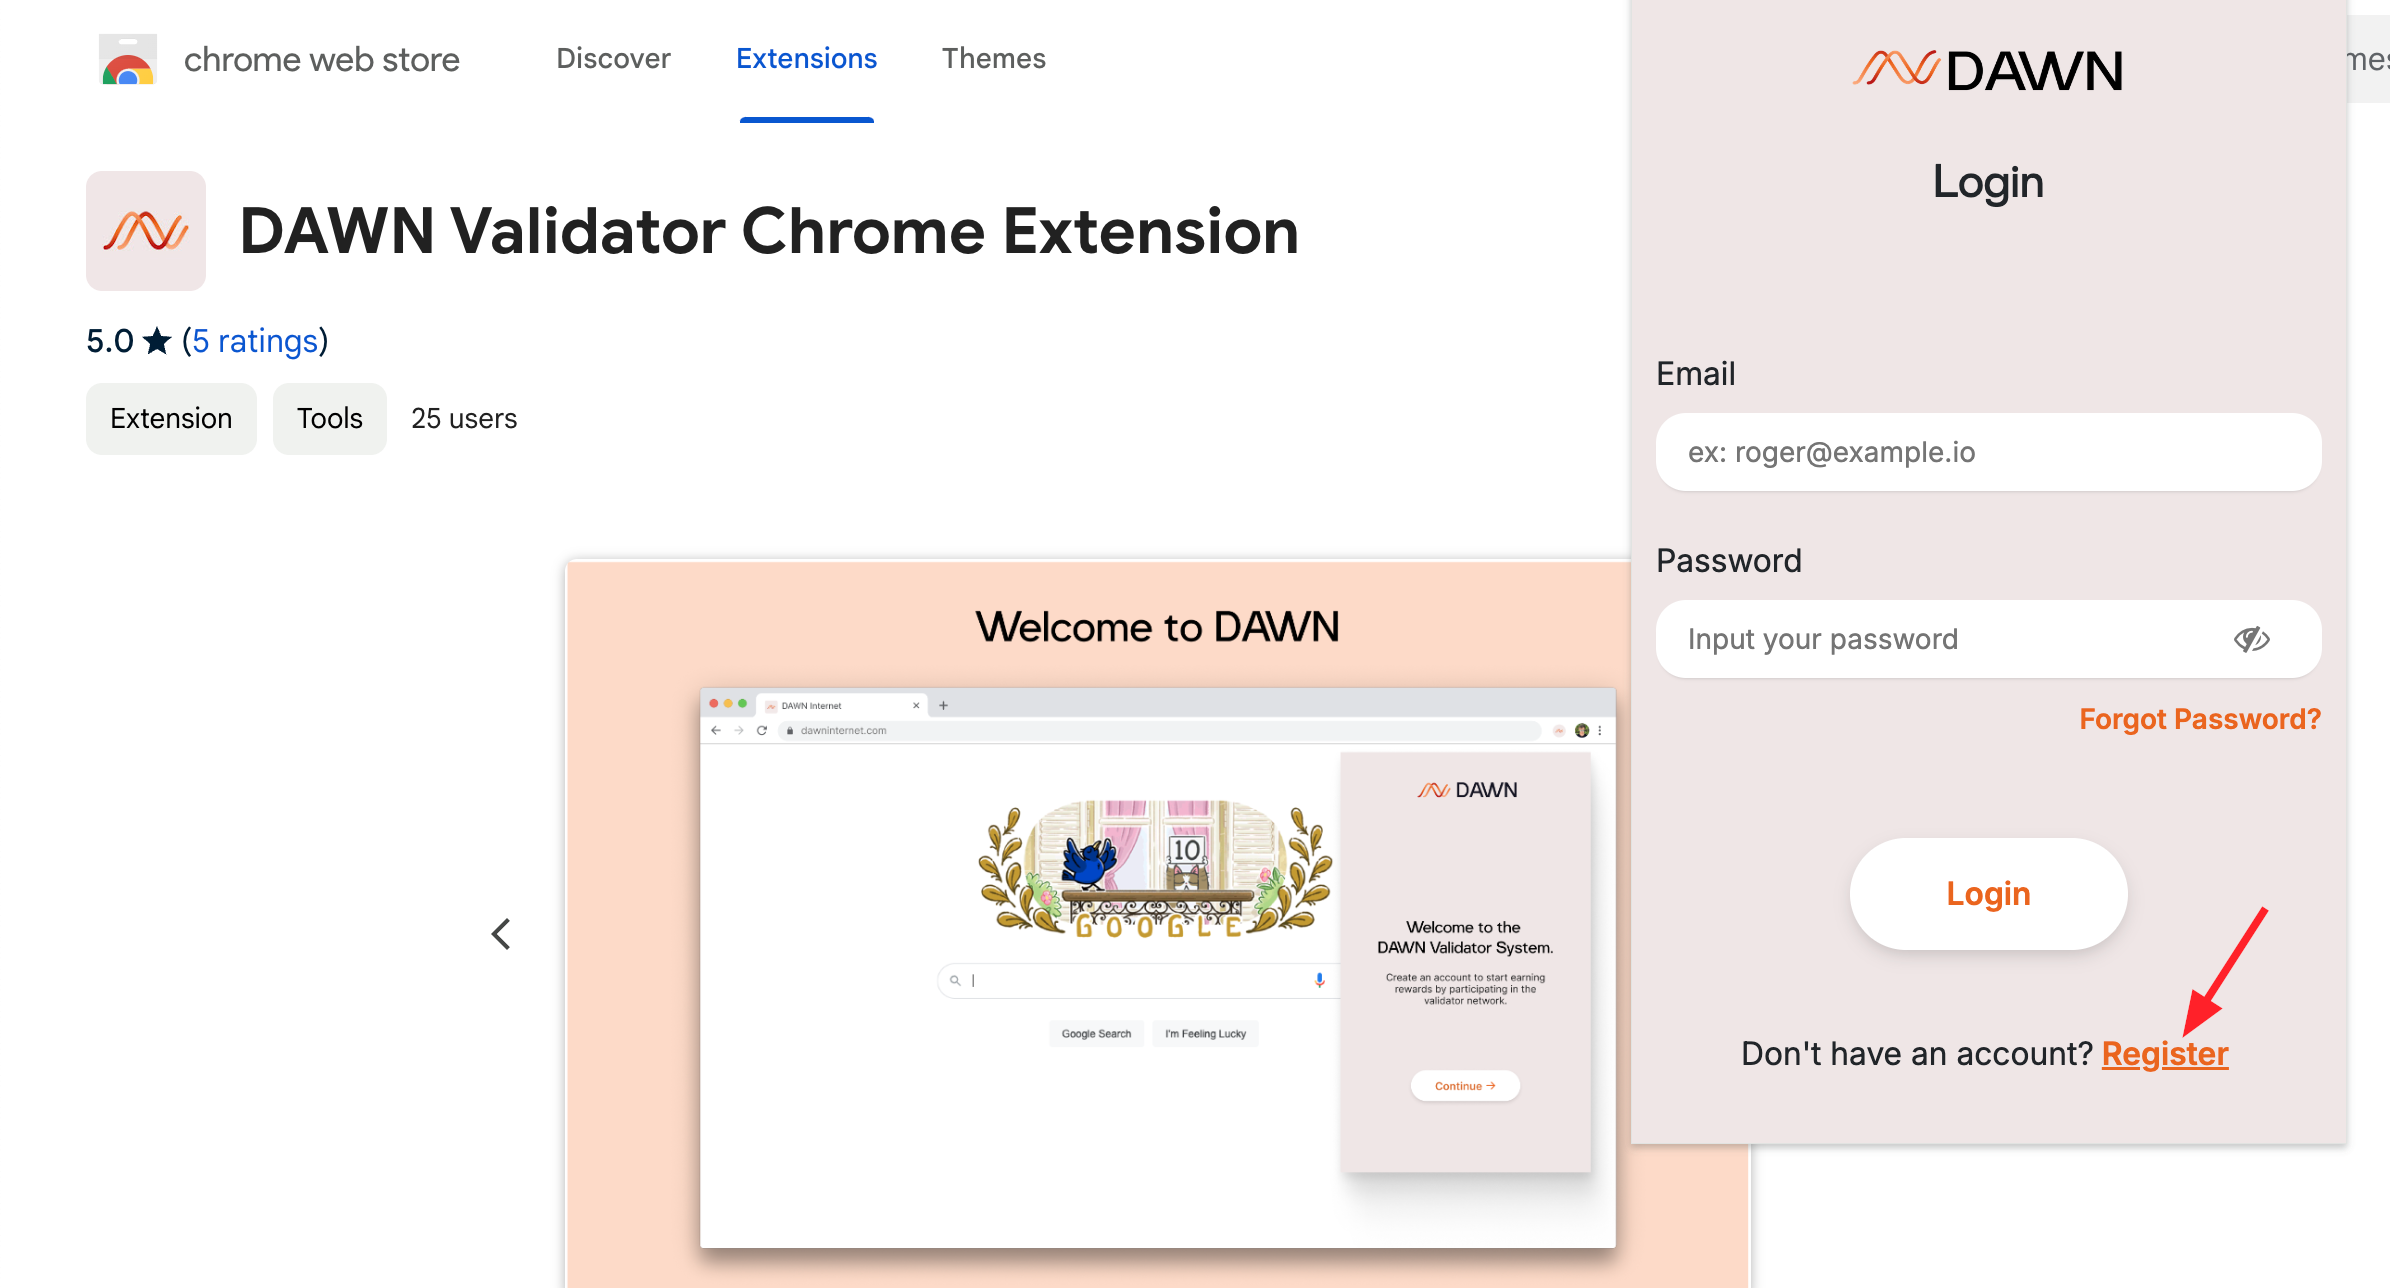 chrome web store
Discover
Extensions
Themes
DAWN Validator Chrome Extension
5.0 ★ (5 ratings)
Extension
Tools
25 users
Welcome to DAWN
DAWN Internet
dawninternet.com
10
GOOGLE
Google Search
I'm Feeling Lucky
DAWN
Welcome to the
DAWN Validator System.
Create an account to start earning
rewards by participating in the
validator network.
Continue →
DAWN
Login
Email
ex: roger@example.io
Password
Input your password
Forgot Password?
Login
Don't have an account? Register